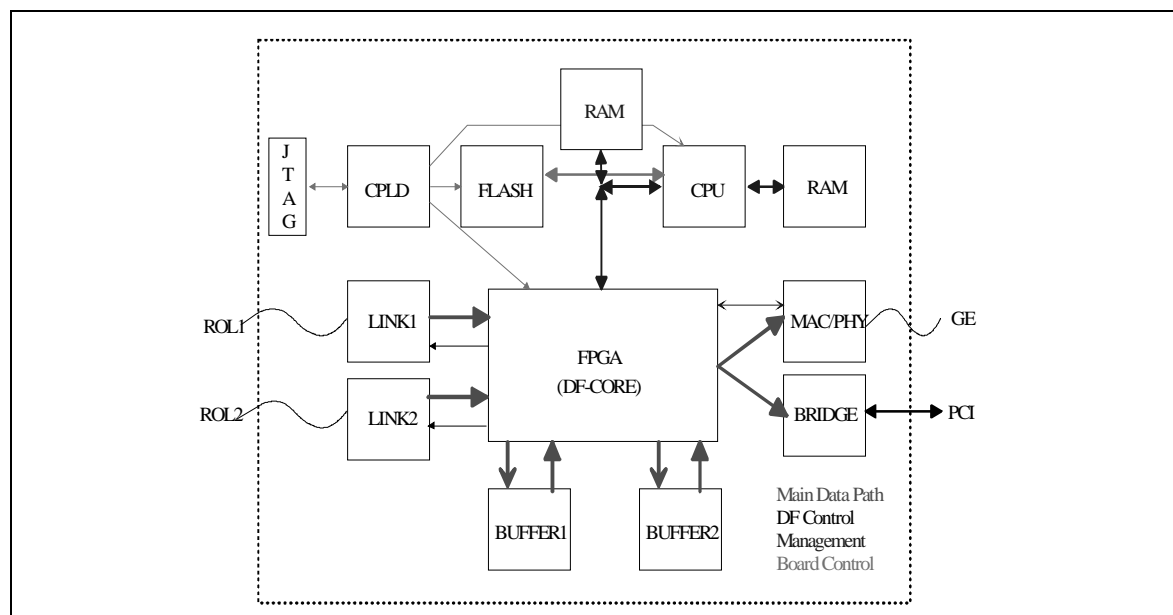 RAM
J
T
A
G
CPLD
FLASH
CPU
RAM
ROL1
LINK1
FPGA
(DF-CORE)
MAC/PHY
GE
ROL2
LINK2
BRIDGE
PCI
BUFFER1
BUFFER2
Main Data Path
DF Control
Management
Board Control